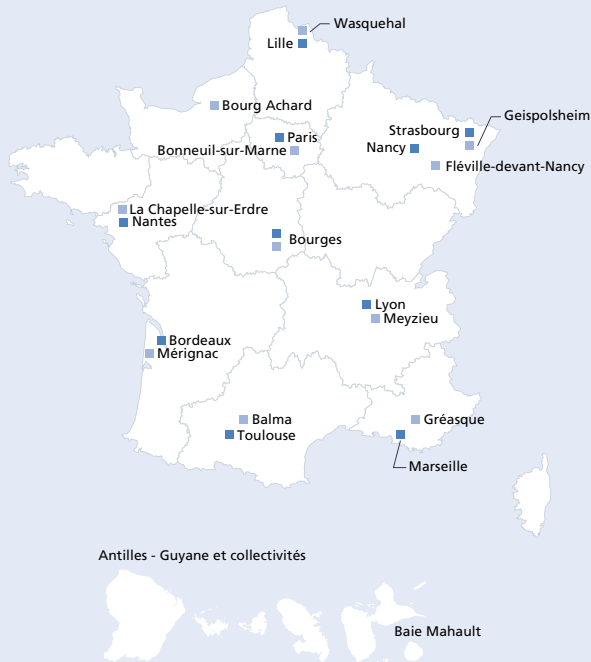 Wasquehal
Lille
Bourg Achard
Geispolsheim
Paris
Strasbourg
Bonneuil-sur-Marne
Nancy
Fléville-devant-Nancy
La Chapelle-sur-Erdre
Nantes
Bourges
Lyon
Meyzieu
Bordeaux
Mérignac
Balma
Gréasque
Toulouse
Marseille
Antilles - Guyane et collectivités
Baie Mahault